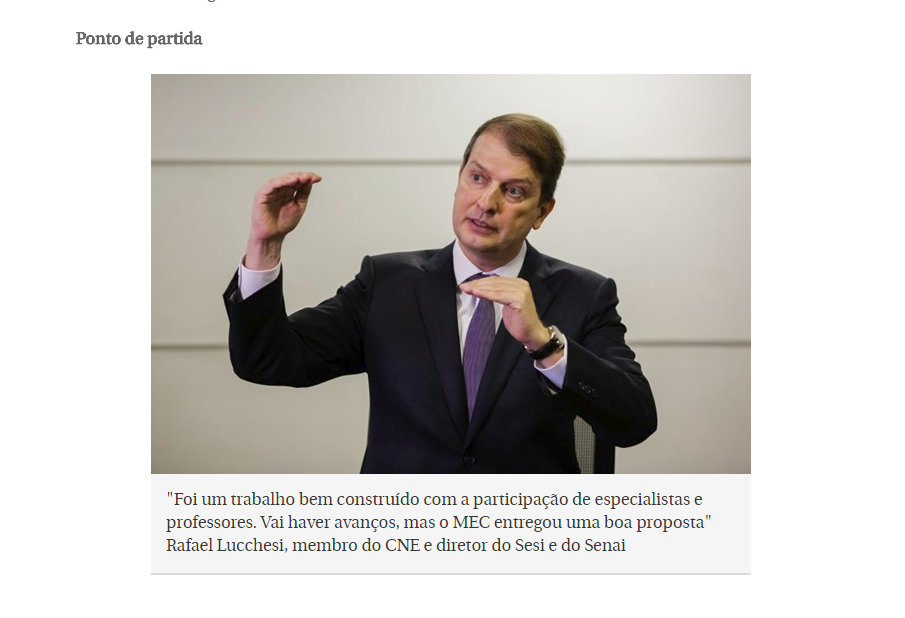 Ponto de partida
"Foi um trabalho bem construído com a participação de especialistas e
professores. Vai haver avanços, mas o MEC entregou uma boa proposta"
Rafael Lucchesi, membro do CNE e diretor do Sesi e do Senai